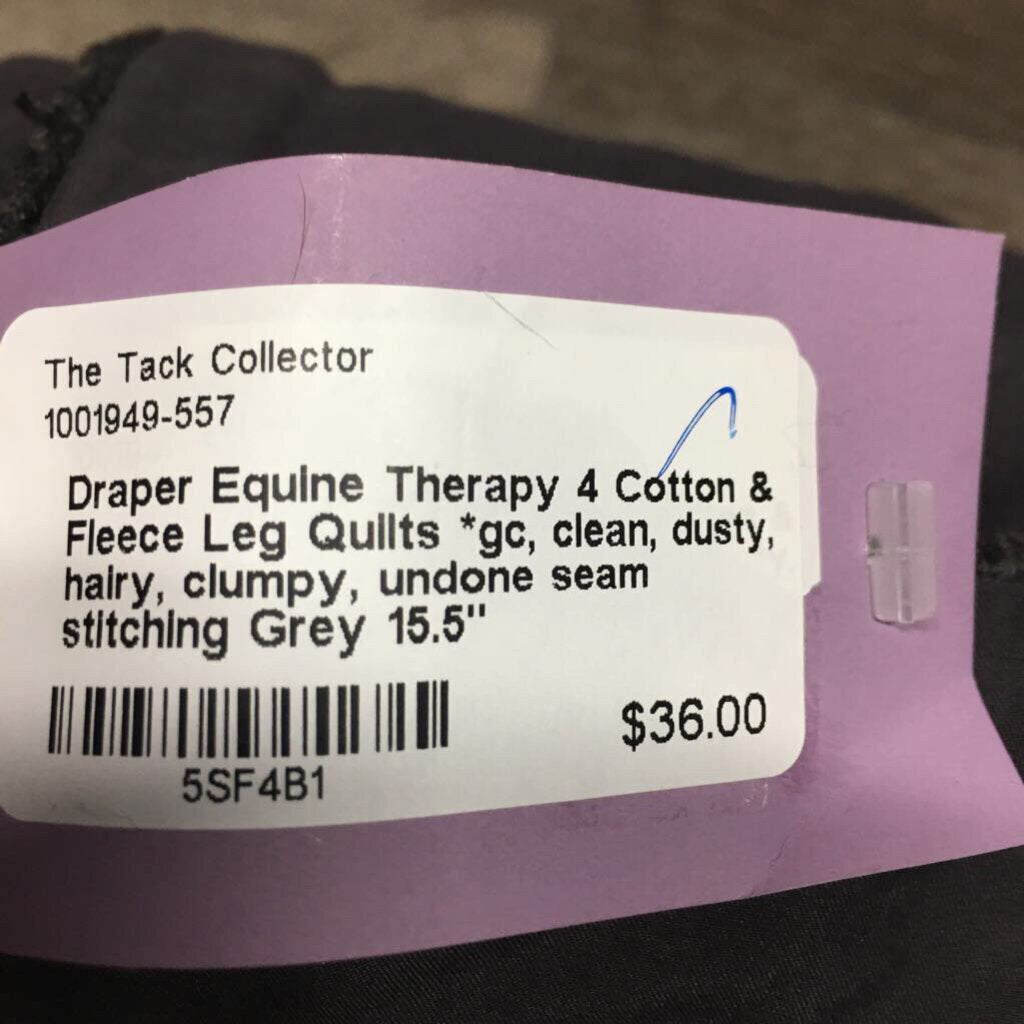 The Tack Collector
1001949-557
Draper Equine Therapy 4 Cotton &
Fleece Leg Quilts *gc, clean, dusty,
hairy, clumpy, undone seam
stitching Grey 15.5"
$36.00
5SF4B1